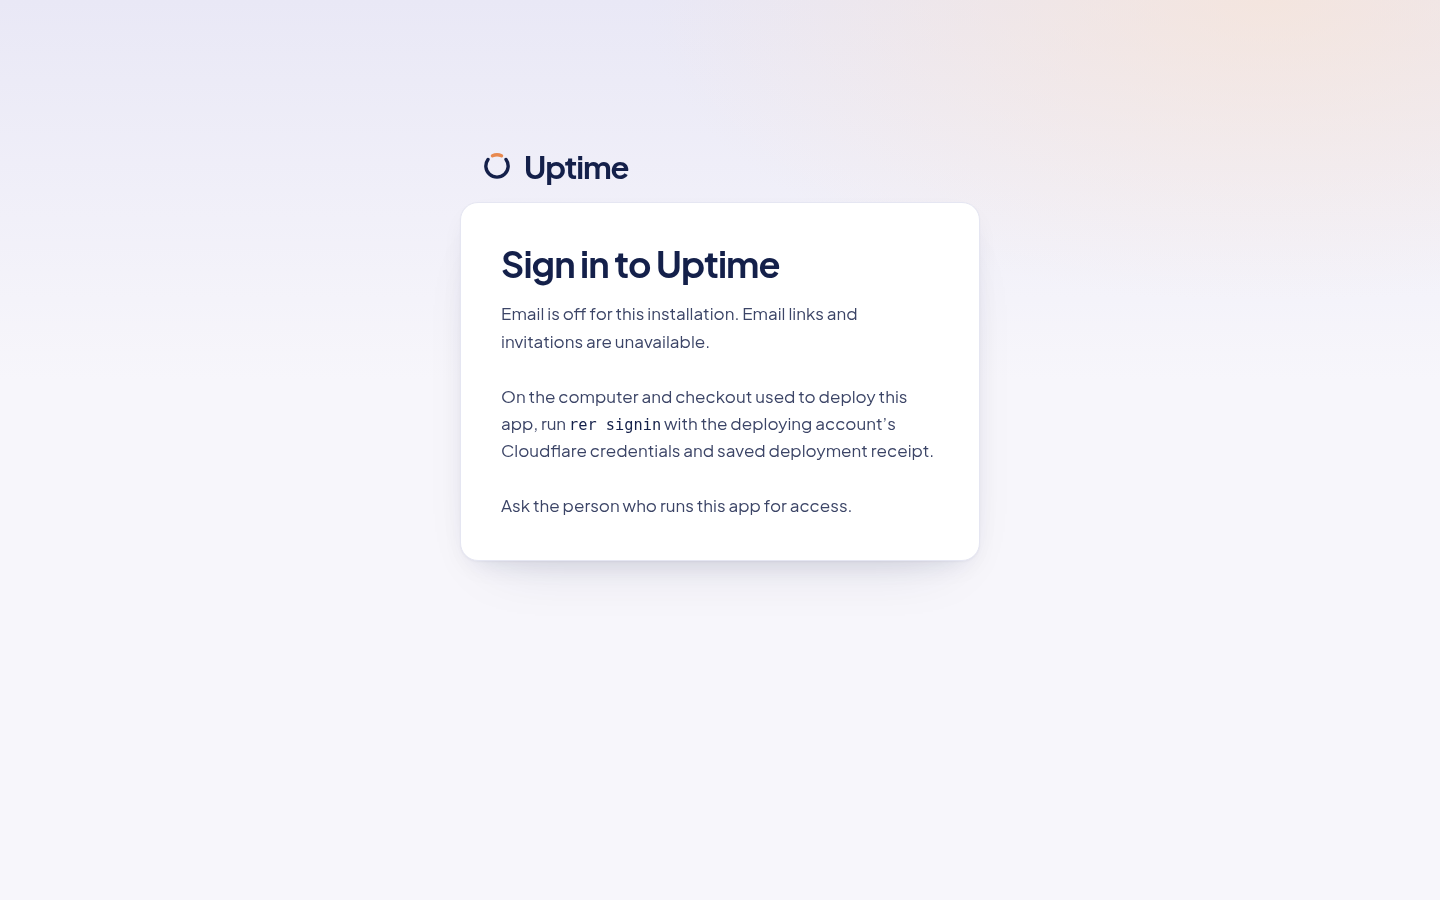 Uptime
Sign in to Uptime
Email is off for this installation. Email links and
invitations are unavailable.
On the computer and checkout used to deploy this
app, run rer signin with the deploying account’s
Cloudflare credentials and saved deployment receipt.
Ask the person who runs this app for access.